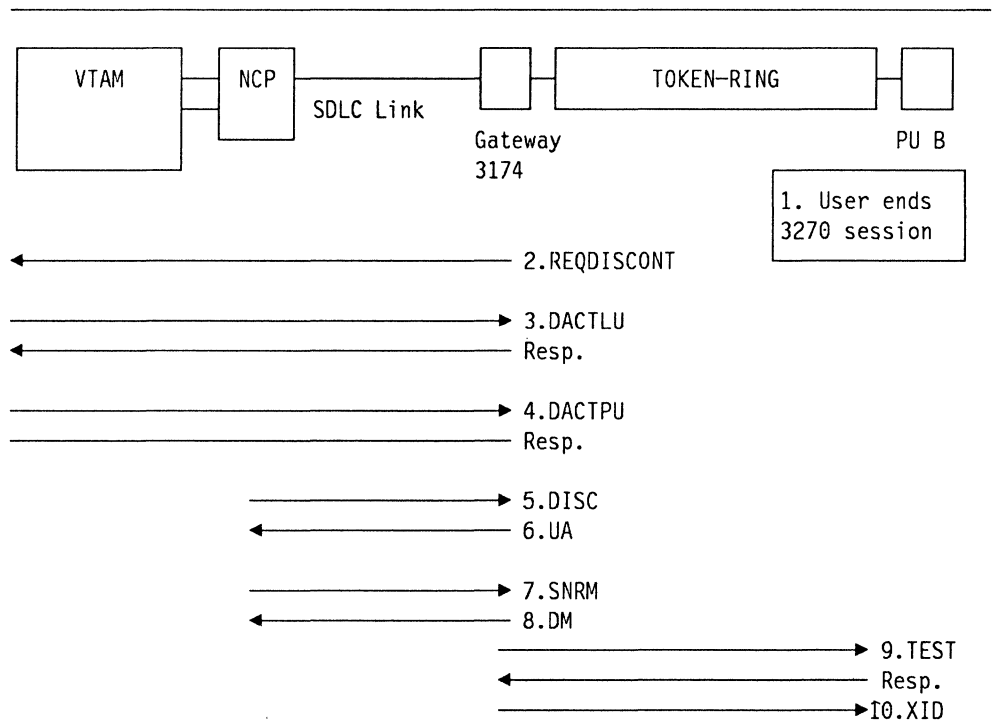 VTAM
NCP
TOKEN-RING
SDLC Link
Gateway
3174
PU B
1. User ends
3270 session
2.REQDISCONT
3.DACTLU
Resp.
4.DACTPU
Resp.
5.DISC
6.UA
7.SNRM
8.DM
9.TEST
Resp.
10.XID